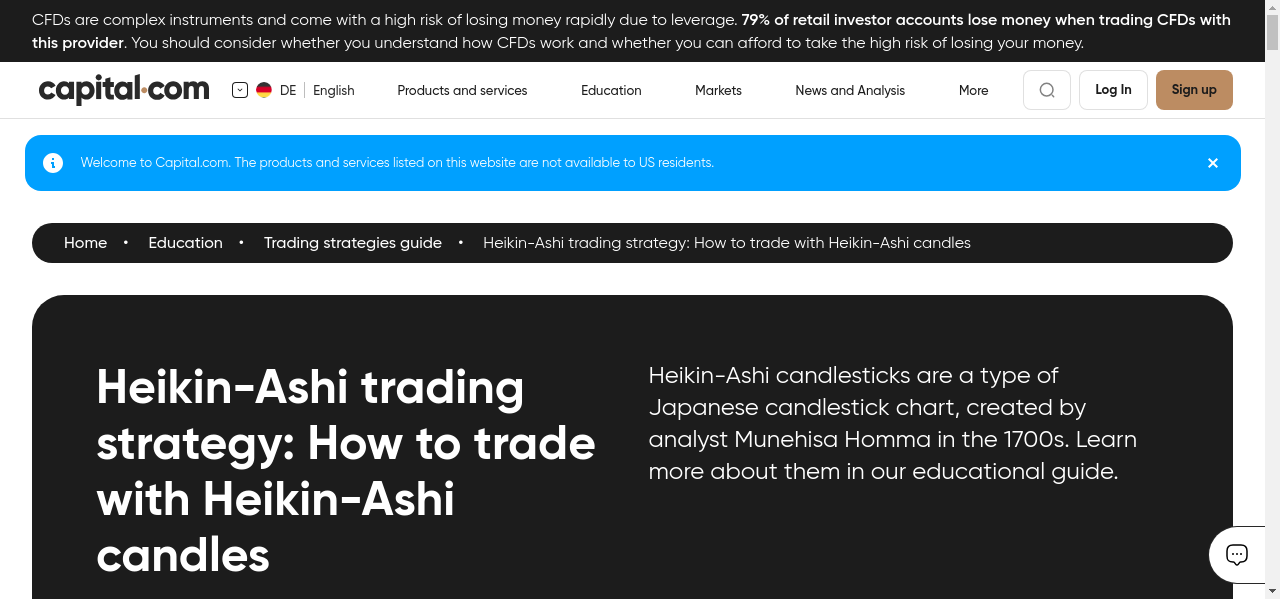 CFDs are complex instruments and come with a high risk of losing money rapidly due to leverage. 79% of retail investor accounts lose money when trading CFDs with
this provider. You should consider whether you understand how CFDs work and whether you can afford to take the high risk of losing your money.
capital.com DE English Products and services Education Markets News and Analysis More Log In Sign up
Welcome to Capital.com. The products and services listed on this website are not available to US residents.
Home • Education • Trading strategies guide • Heikin-Ashi trading strategy: How to trade with Heikin-Ashi candles
Heikin-Ashi trading
strategy: How to trade
with Heikin-Ashi
candles
Heikin-Ashi candlesticks are a type of
Japanese candlestick chart, created by
analyst Munehisa Homma in the 1700s. Learn
more about them in our educational guide.